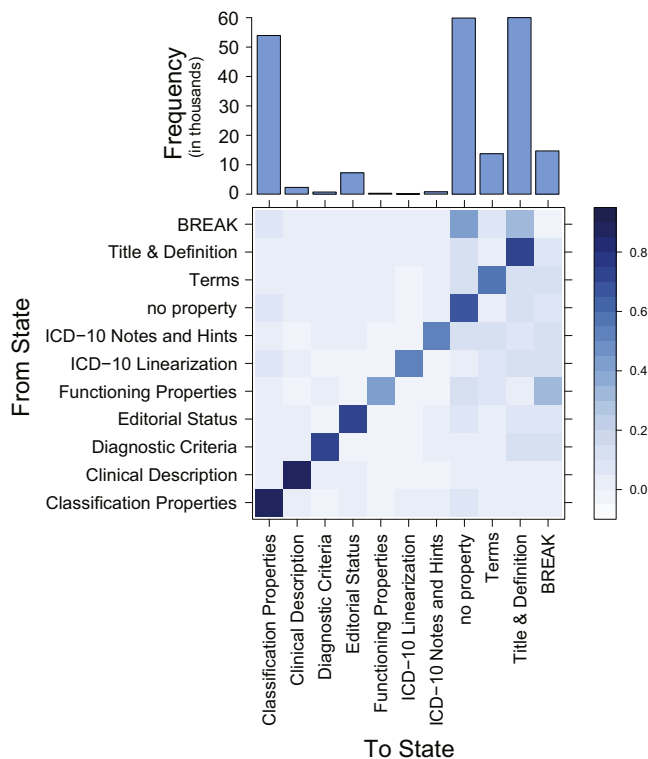 Frequency
(in thousands)
60
50
40
30
20
10
0
BREAK
Title & Definition
Terms
no property
ICD−10 Notes and Hints
ICD−10 Linearization
Functioning Properties
Editorial Status
Diagnostic Criteria
Clinical Description
Classification Properties
From State
0.8
0.6
0.4
0.2
0.0
Classification Properties
Clinical Description
Diagnostic Criteria
Editorial Status
Functioning Properties
ICD−10 Linearization
ICD−10 Notes and Hints
no property
Terms
Title & Definition
BREAK
To State